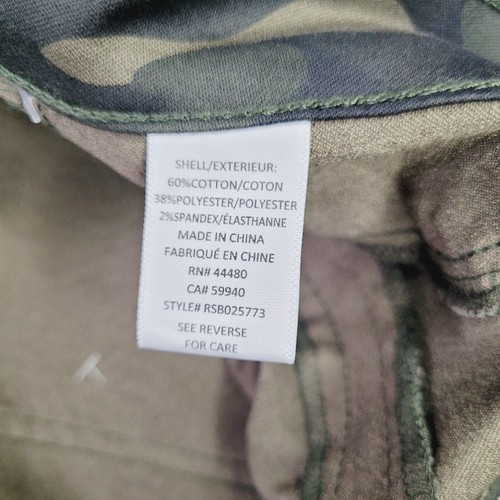 SHELL/EXTERIEUR:
60%COTTON/COTON
38%POLYESTER/POLYESTER
2%SPANDEX/ÉLASTHANNE
MADE IN CHINA
FABRIQUÉ EN CHINE
RN# 44480
CA# 59940
STYLE# RSB025773
SEE REVERSE
FOR CARE